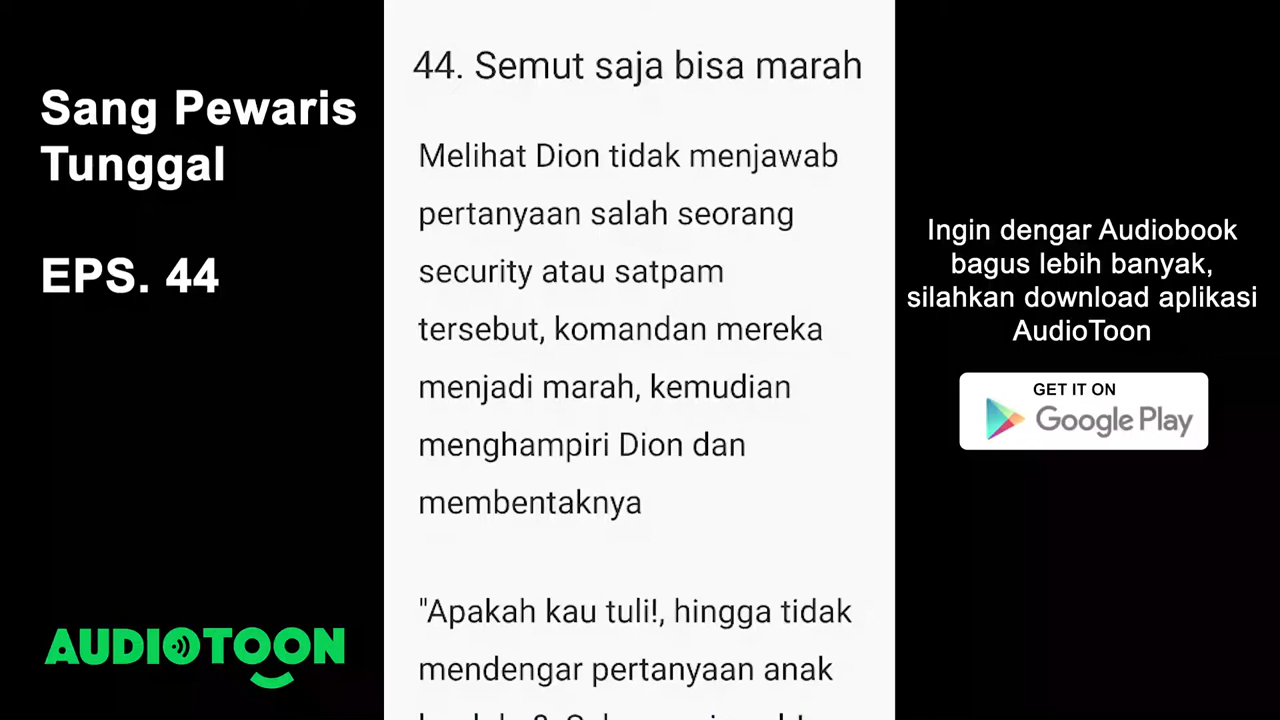 Sang Pewaris
Tunggal
EPS. 44
AUDIOTOON
44. Semut saja bisa marah
Melihat Dion tidak menjawab
pertanyaan salah seorang
security atau satpam
tersebut, komandan mereka
menjadi marah, kemudian
menghampiri Dion dan
membentaknya
"Apakah kau tuli!, hingga tidak
mendengar pertanyaan anak
Ingin dengar Audiobook
bagus lebih banyak,
silahkan download aplikasi
AudioToon
GET IT ON
Google Play